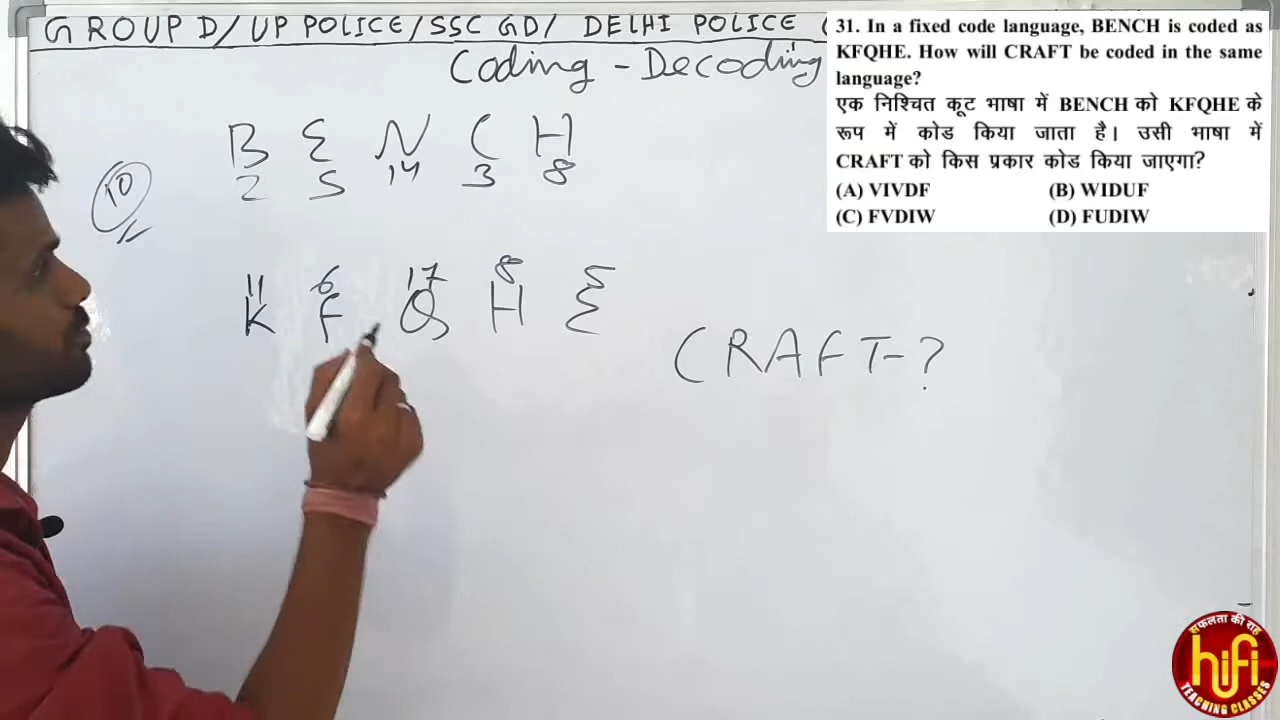 GROUP D/ UP POLICE/SSC GD/ DELHI POLICE (
Coding - Decoding
31. In a fixed code language, BENCH is coded as
KFQHE. How will CRAFT be coded in the same
language?
एक निश्चित कूट भाषा में BENCH को KFQHE के
रूप में कोड किया जाता है। उसी भाषा में
CRAFT को किस प्रकार कोड किया जाएगा?
(A) VIVDF (B) WIDUF
(C) FVDIW (D) FUDIW
B E N C H
2 5 14 3 8
10
11 6 17 8 5
K F Q H E
CRAFT-?
सफलता की राह
hifi
TEACHING CLASSES